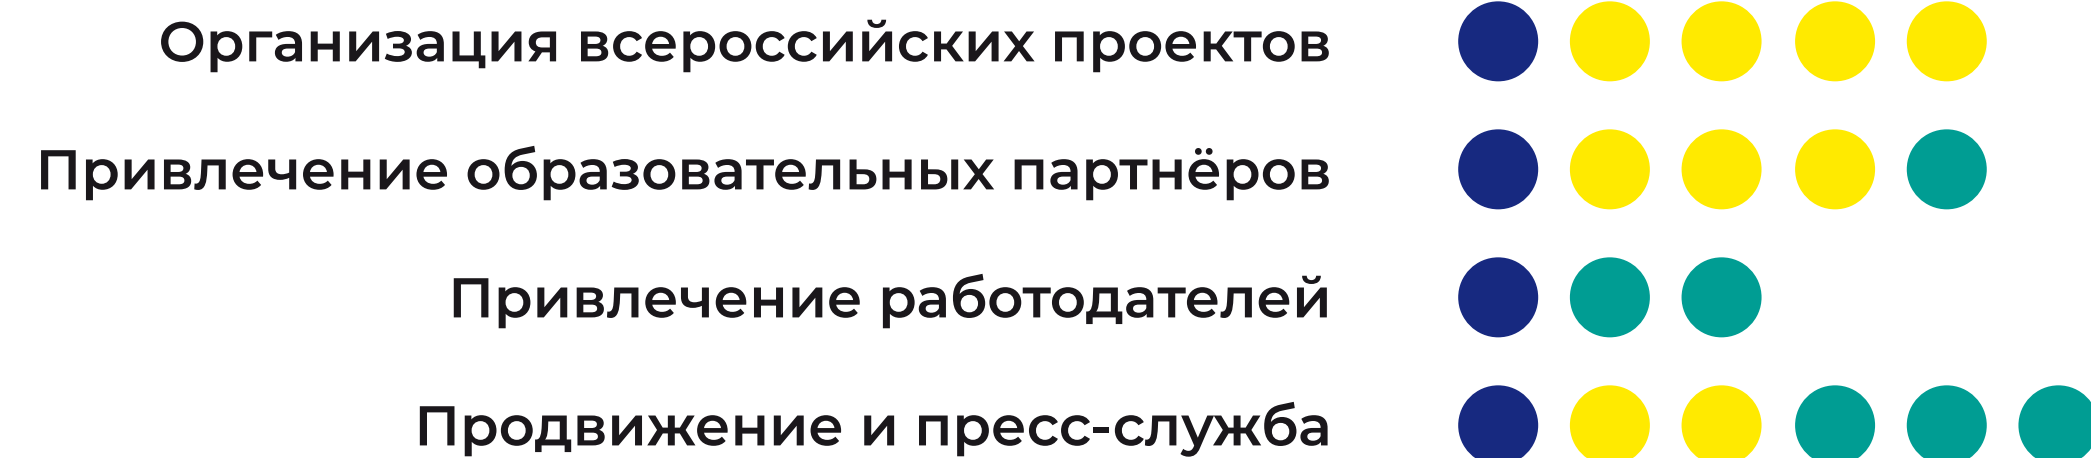 Организация всероссийских проектов
Привлечение образовательных партнёров
Привлечение работодателей
Продвижение и пресс-служба